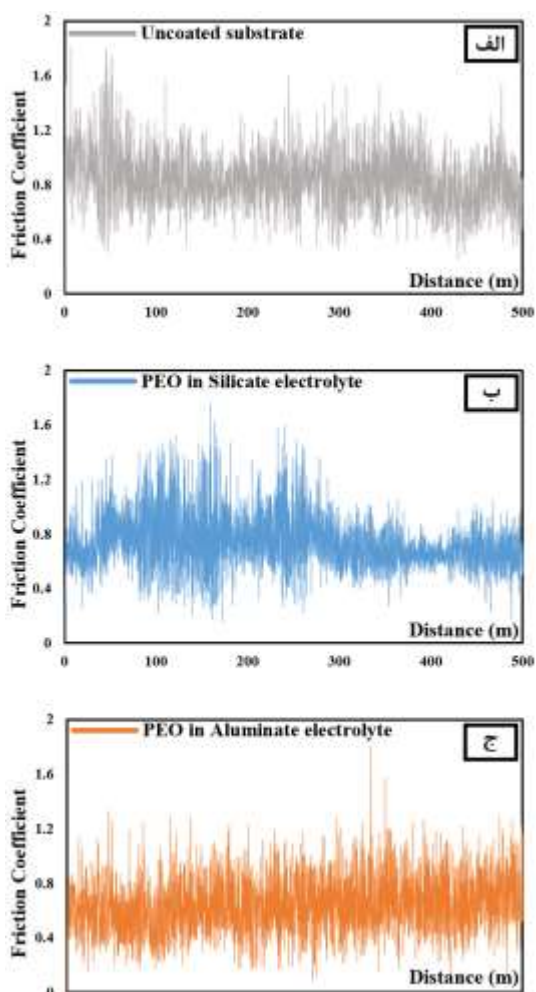 Uncoated substrate
الف
2
1.6
1.2
0.8
0.4
0
Friction Coefficient
Distance (m)
0 100 200 300 400 500
PEO in Silicate electrolyte
ب
2
1.6
1.2
0.8
0.4
0
Friction Coefficient
Distance (m)
0 100 200 300 400 500
PEO in Aluminate electrolyte
ج
2
1.6
1.2
0.8
0.4
0
Friction Coefficient
Distance (m)